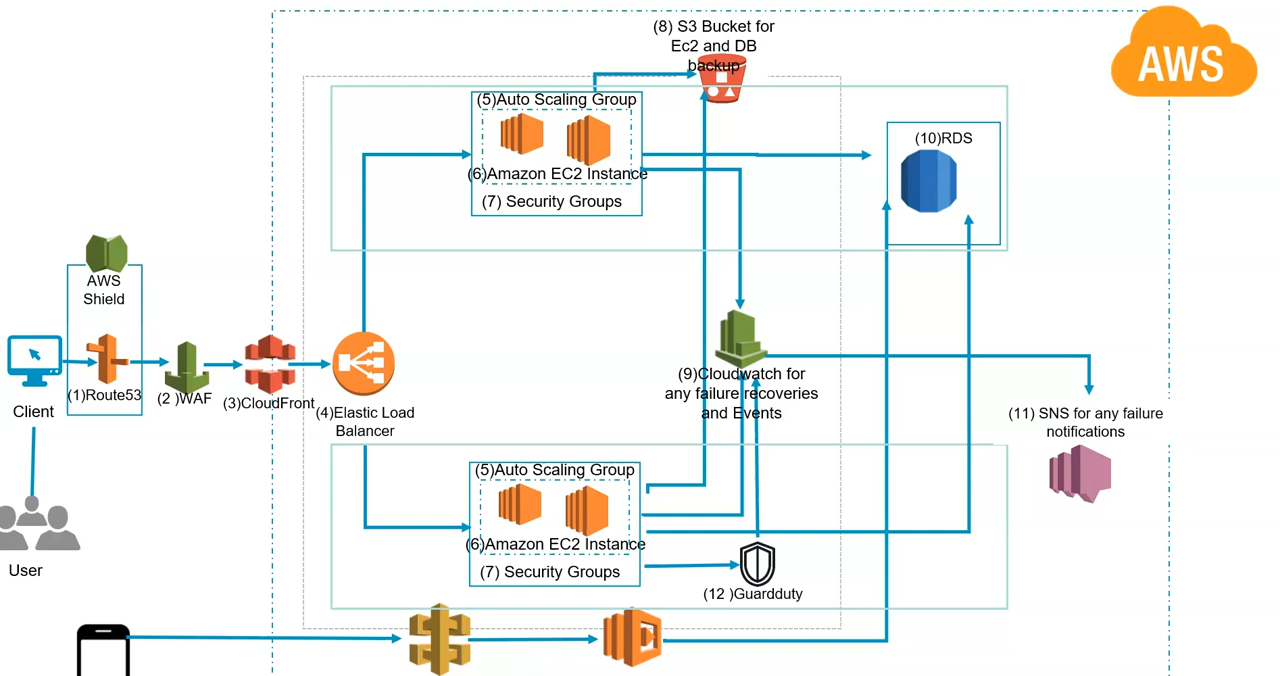 (8) S3 Bucket for
Ec2 and DB
backup
AWS
(5)Auto Scaling Group
(6)Amazon EC2 Instance
(7) Security Groups
(10)RDS
AWS
Shield
(1)Route53
(2 )WAF
(3)CloudFront
Client
(4)Elastic Load
Balancer
(9)Cloudwatch for
any failure recoveries
and Events
(11) SNS for any failure
notifications
(5)Auto Scaling Group
(6)Amazon EC2 Instance
(7) Security Groups
(12 )Guardduty
User